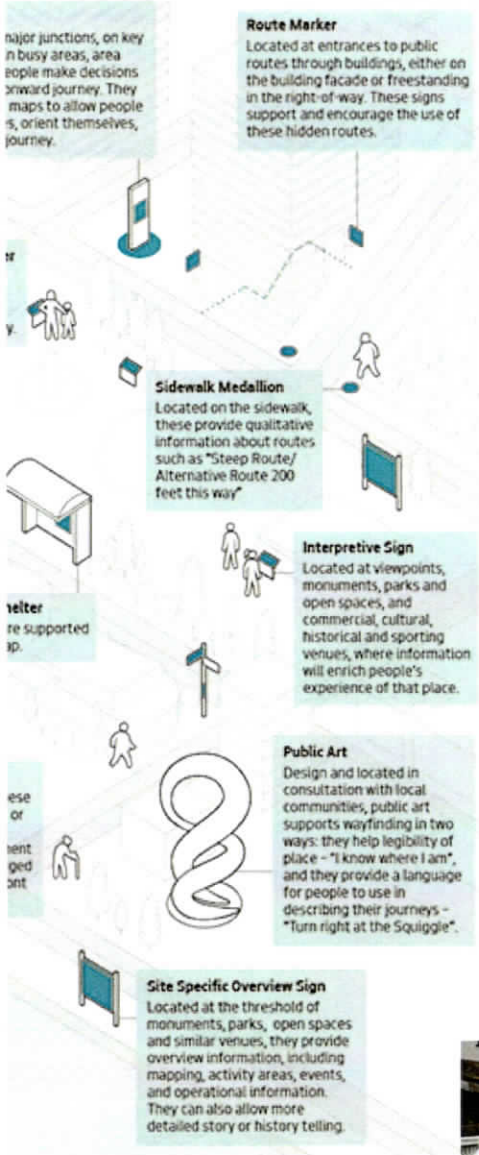 major junctions, on key
n busy areas, area
eople make decisions
onward journey. They
maps to allow people
s, orient themselves,
journey.
Route Marker
Located at entrances to public
routes through buildings, either on
the building facade or freestanding
in the right-of-way. These signs
support and encourage the use of
these hidden routes.
er
y.
Sidewalk Medallion
Located on the sidewalk,
these provide qualitative
information about routes
such as "Steep Route/
Alternative Route 200
feet this way"
helter
re supported
ap.
Interpretive Sign
Located at viewpoints,
monuments, parks and
open spaces, and
commercial, cultural,
historical and sporting
venues, where information
will enrich people's
experience of that place.
ese
or
ment
ged
ont
Public Art
Design and located in
consultation with local
communities, public art
supports wayfinding in two
ways: they help legibility of
place – "I know where I am",
and they provide a language
for people to use in
describing their journeys –
"Turn right at the Squiggle".
Site Specific Overview Sign
Located at the threshold of
monuments, parks, open spaces
and similar venues, they provide
overview information, including
mapping, activity areas, events,
and operational information.
They can also allow more
detailed story or history telling.